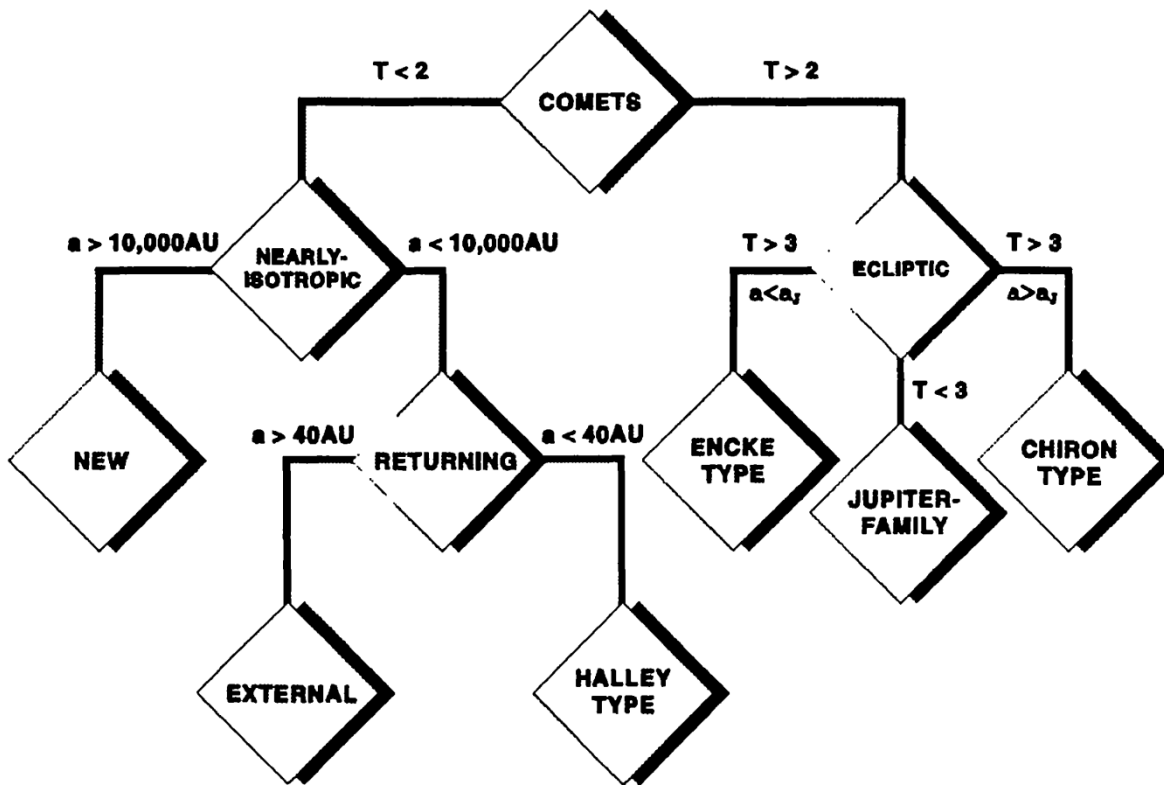 T < 2
COMETS
T > 2
a > 10,000AU
NEARLY-
ISOTROPIC
a < 10,000AU
T > 3
a<aJ
ECLIPTIC
T > 3
a>aJ
NEW
a > 40AU
RETURNING
a < 40AU
ENCKE
TYPE
T < 3
JUPITER-
FAMILY
CHIRON
TYPE
EXTERNAL
HALLEY
TYPE